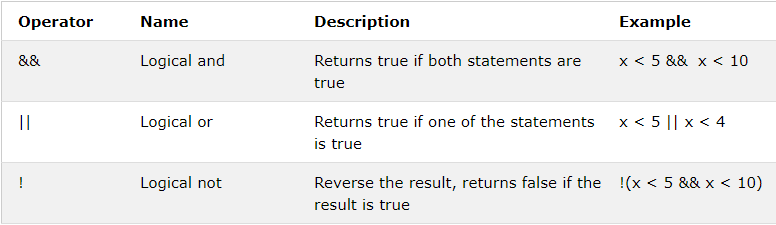 Operator Name Description Example
&& Logical and Returns true if both statements are x < 5 &&  x < 10
true
|| Logical or Returns true if one of the statements x < 5 || x < 4
is true
! Logical not Reverse the result, returns false if the !(x < 5 && x < 10)
result is true